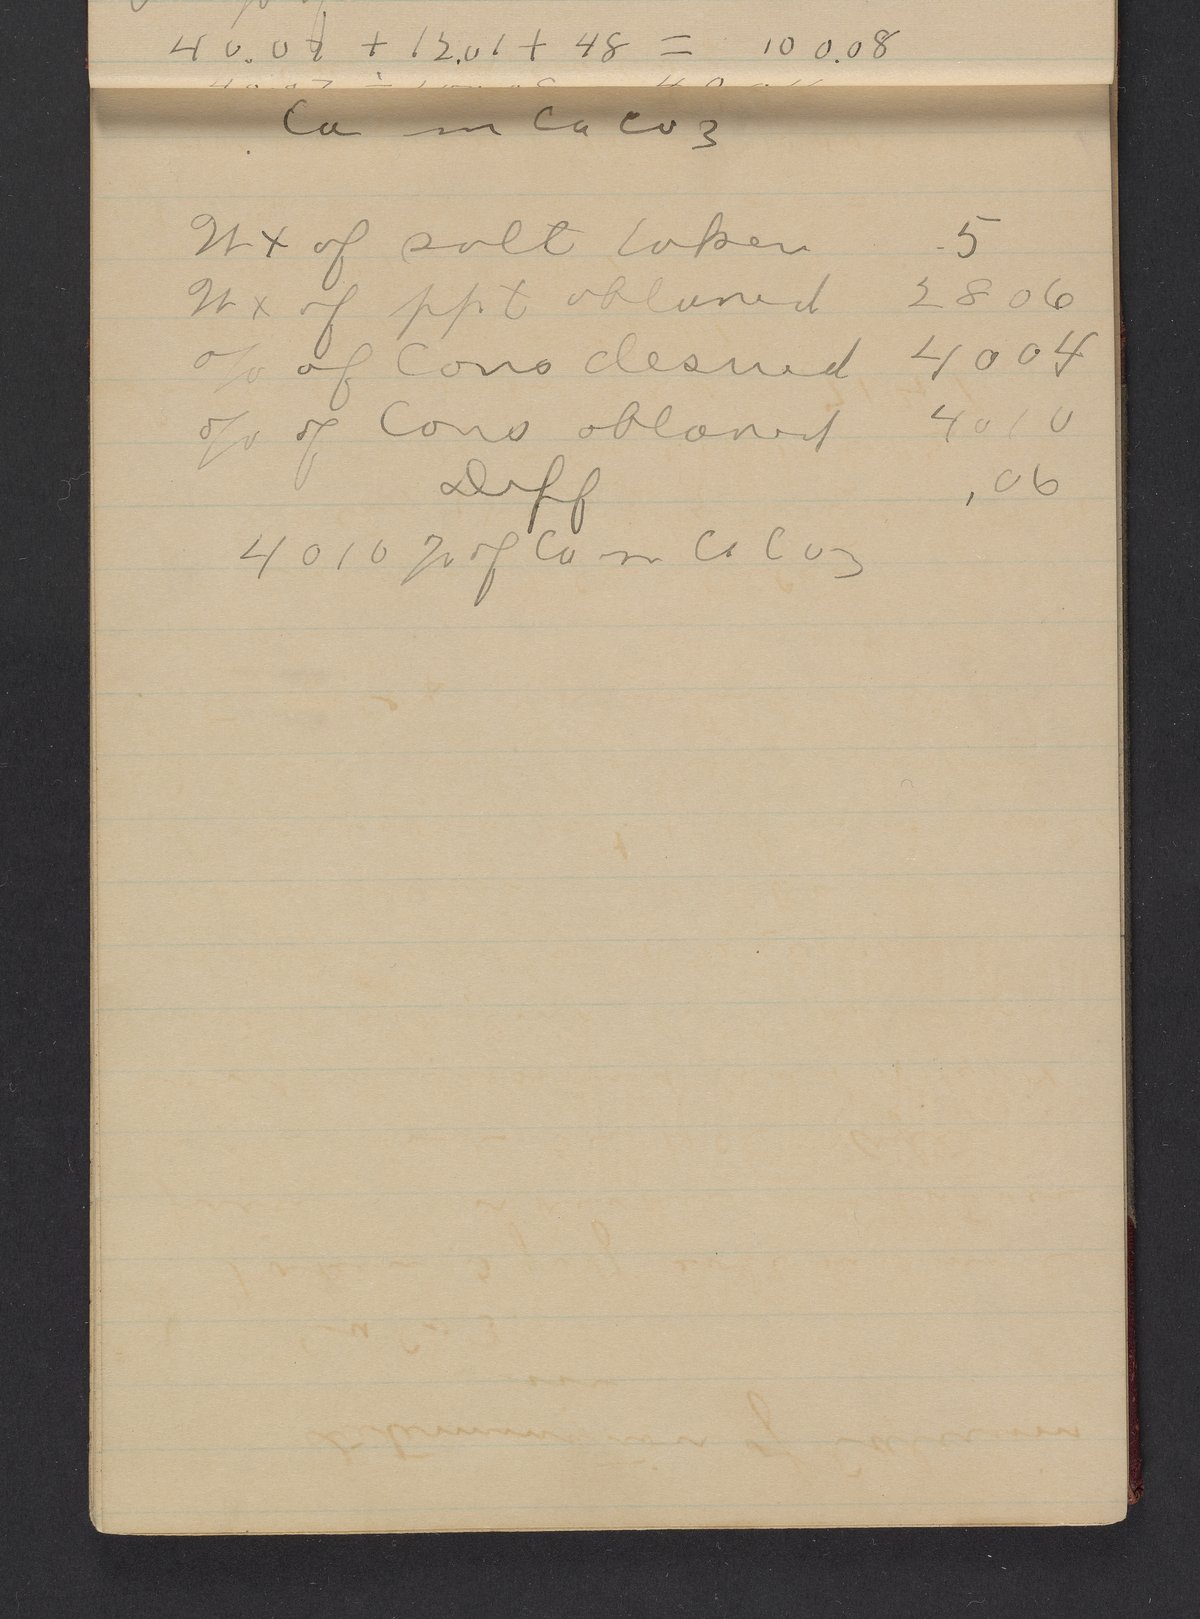 40.07 + 12.01 + 48 = 100.08
Ca in CaCO3
Wt of salt taken .5
Wt of ppt obtained 2806
% of Cons desired 4004
% of Cons obtained 4010
Diff .06
4010 % of Ca in CaCO3